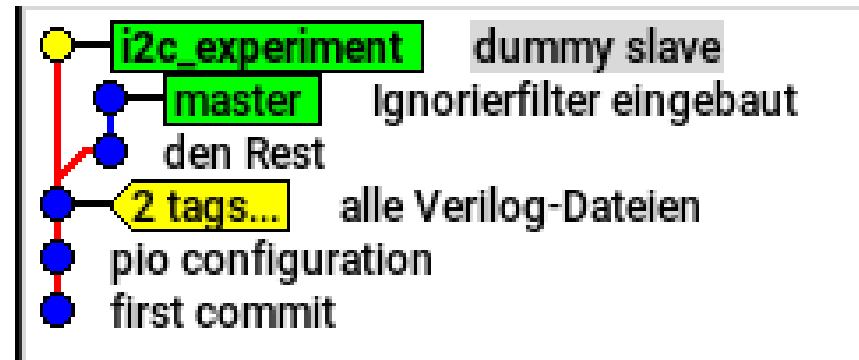 i2c_experiment dummy slave
master Ignorierfilter eingebaut
den Rest
2 tags... alle Verilog-Dateien
pio configuration
first commit